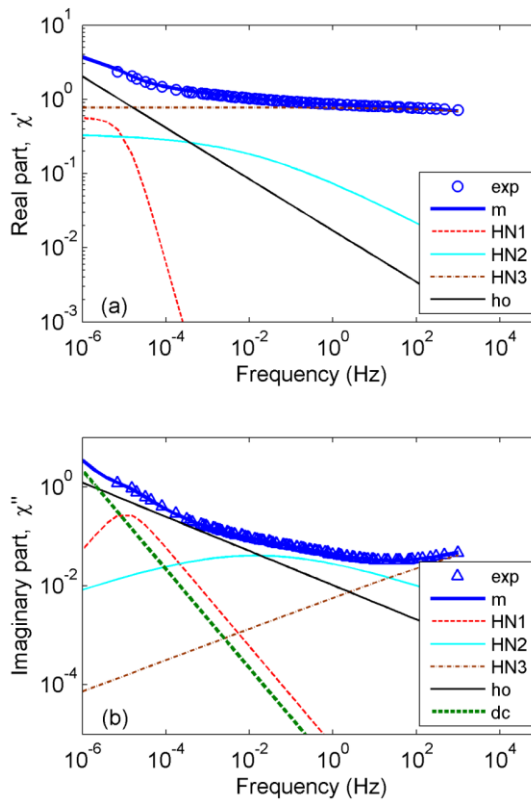 Real part, χ'
10^1
10^0
10^-1
10^-2
10^-3
(a)
exp
m
HN1
HN2
HN3
ho
10^-6 10^-4 10^-2 10^0 10^2 10^4
Frequency (Hz)
Imaginary part, χ''
10^0
10^-2
10^-4
(b)
exp
m
HN1
HN2
HN3
ho
dc
10^-6 10^-4 10^-2 10^0 10^2 10^4
Frequency (Hz)